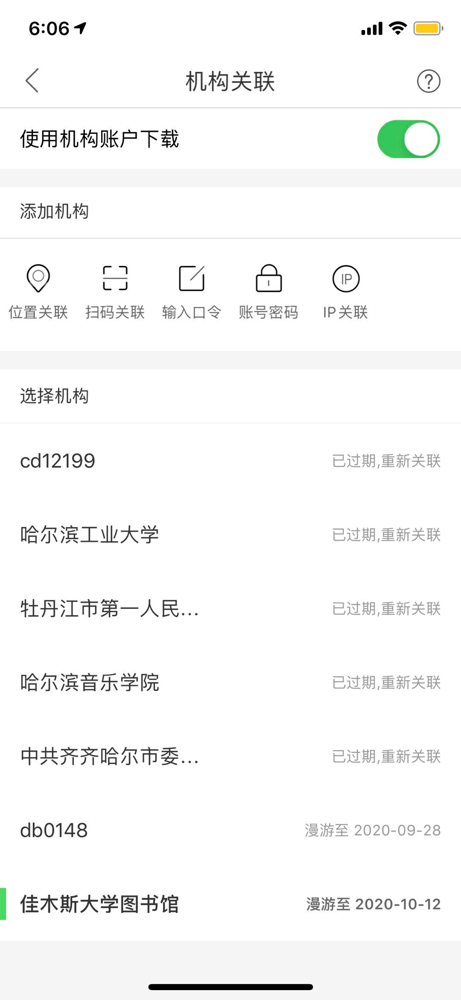 6:06
机构关联
使用机构账户下载
添加机构
位置关联 扫码关联 输入口令 账号密码 IP关联
选择机构
cd12199 已过期,重新关联
哈尔滨工业大学 已过期,重新关联
牡丹江市第一人民... 已过期,重新关联
哈尔滨音乐学院 已过期,重新关联
中共齐齐哈尔市委... 已过期,重新关联
db0148 漫游至 2020-09-28
佳木斯大学图书馆 漫游至 2020-10-12